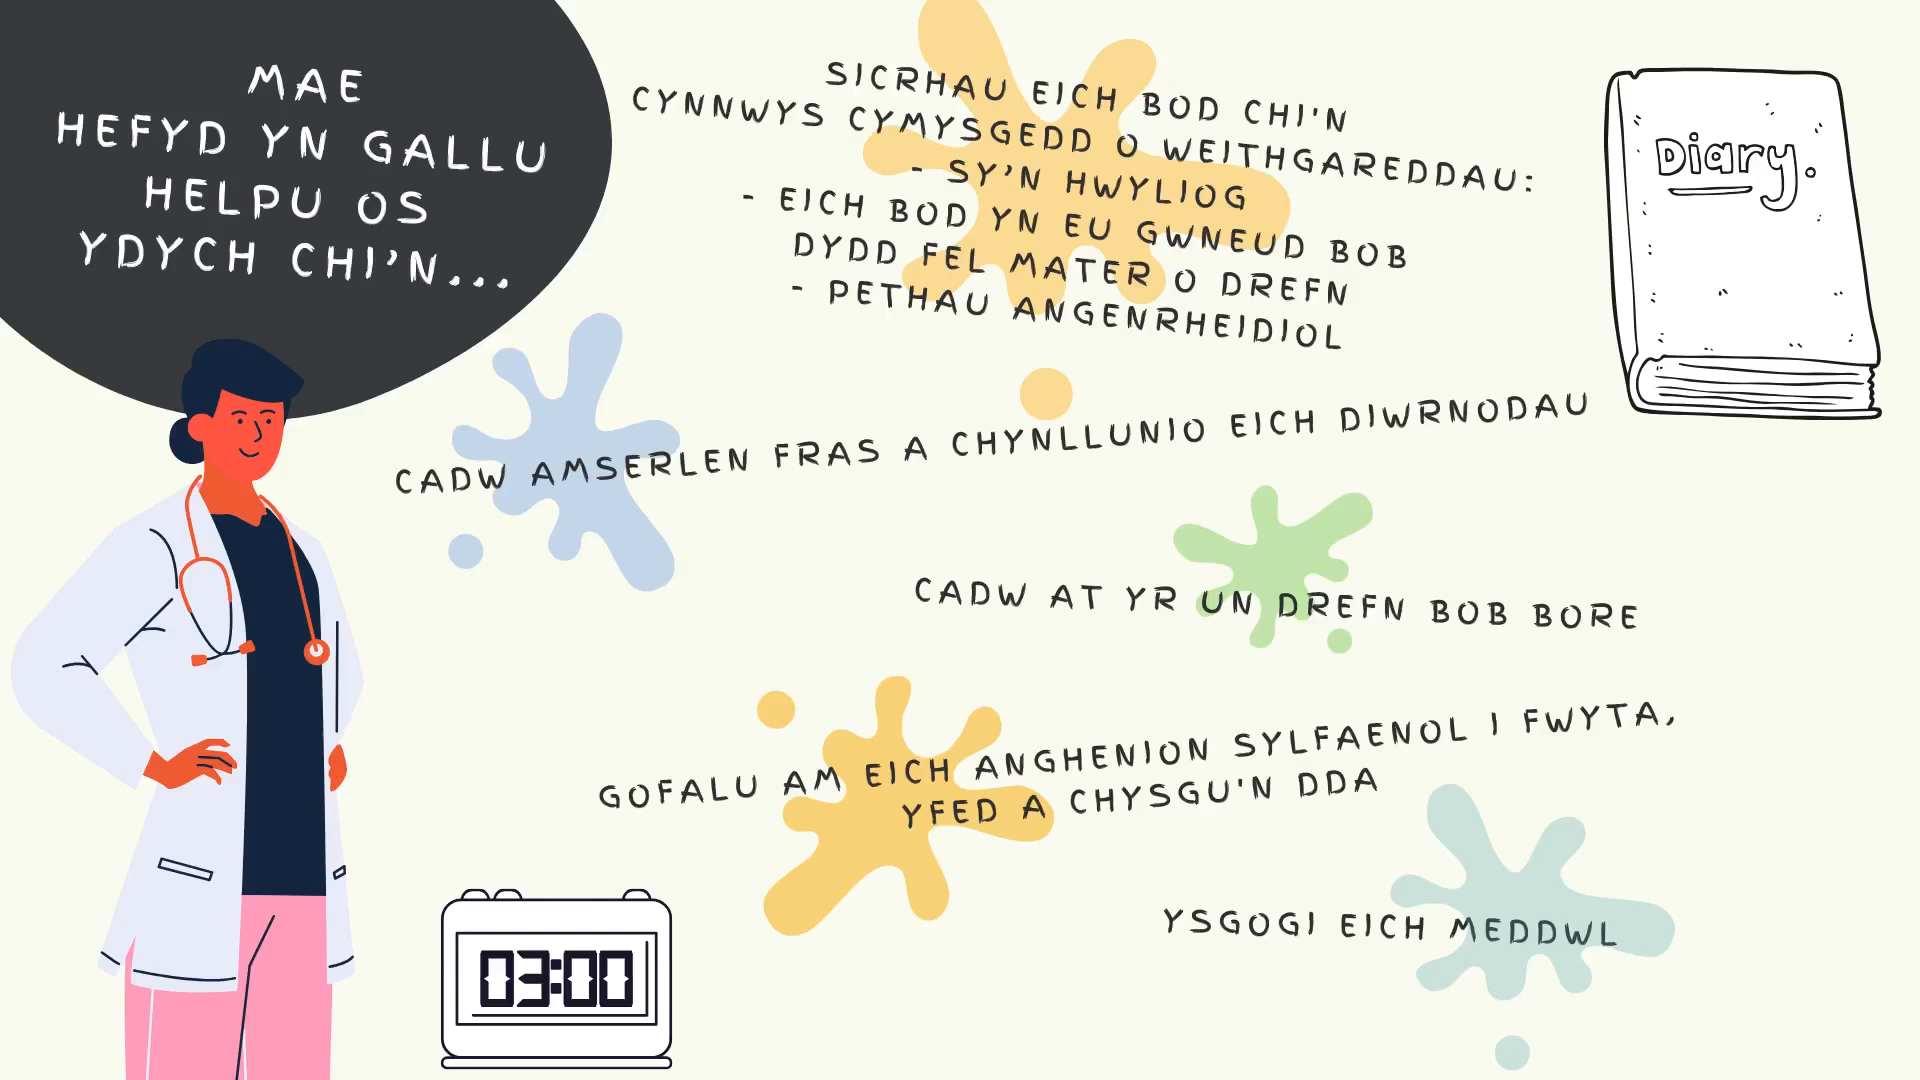 MAE
HEFYD YN GALLU
HELPU OS
YDYCH CHI'N...
SICRHAU EICH BOD CHI'N
CYNNWYS CYMYSGEDD O WEITHGAREDDAU:
- SY'N HWYLIOG
- EICH BOD YN EU GWNEUD BOB
DYDD FEL MATER O DREFN
- PETHAU ANGENRHEIDIOL
Diary.
CADW AMSERLEN FRAS A CHYNLLUNIO EICH DIWRNODAU
CADW AT YR UN DREFN BOB BORE
GOFALU AM EICH ANGHENION SYLFAENOL I FWYTA,
YFED A CHYSGU'N DDA
YSGOGI EICH MEDDWL
03:00